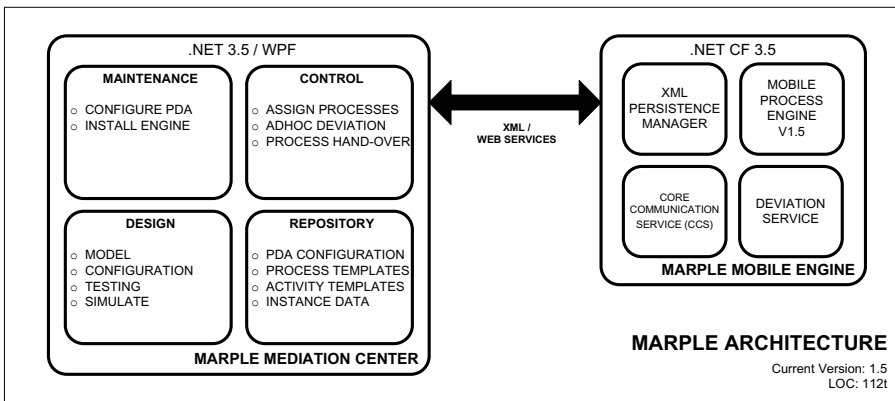 .NET 3.5 / WPF
MAINTENANCE
○ CONFIGURE PDA
○ INSTALL ENGINE
CONTROL
○ ASSIGN PROCESSES
○ ADHOC DEVIATION
○ PROCESS HAND-OVER
DESIGN
○ MODEL
○ CONFIGURATION
○ TESTING
○ SIMULATE
REPOSITORY
○ PDA CONFIGURATION
○ PROCESS TEMPLATES
○ ACTIVITY TEMPLATES
○ INSTANCE DATA
MARPLE MEDIATION CENTER
XML /
WEB SERVICES
.NET CF 3.5
XML
PERSISTENCE
MANAGER
MOBILE
PROCESS
ENGINE
V1.5
CORE
COMMUNICATION
SERVICE (CCS)
DEVIATION
SERVICE
MARPLE MOBILE ENGINE
MARPLE ARCHITECTURE
Current Version: 1.5
LOC: 112t